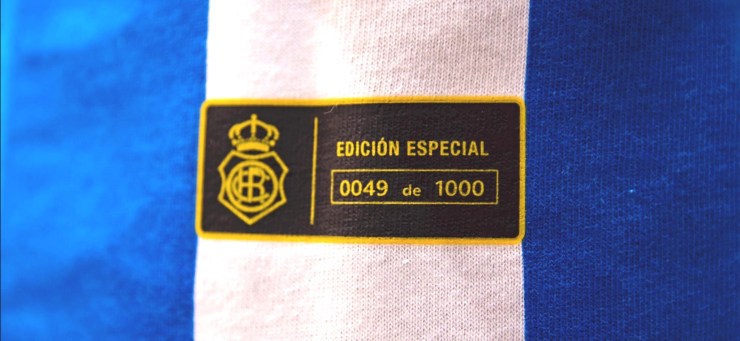 EDICIÓN ESPECIAL
0049 de 1000